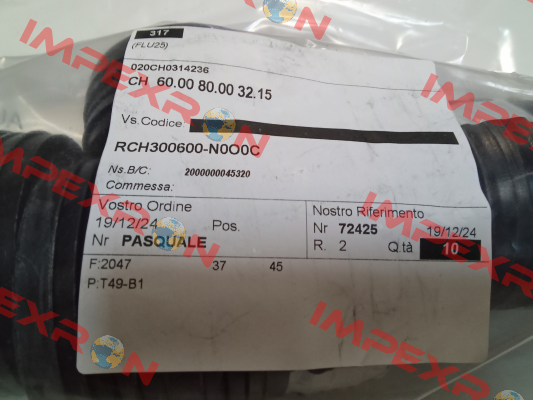 317
(FLU25)
020CH0314236
CH 60.00 80.00 32.15
Vs.Codice
RCH300600-N0O0C
Ns.B/C: 2000000045320
Commessa:
Vostro Ordine
19/12/24 Pos.
Nr PASQUALE
Nostro Riferimento
Nr 72425 19/12/24
R. 2 Q.tà 10
F:2047 37 45
P:T49-B1
IMPEXRON
IMPEXRON
IMPEXRON
IMPEXRON